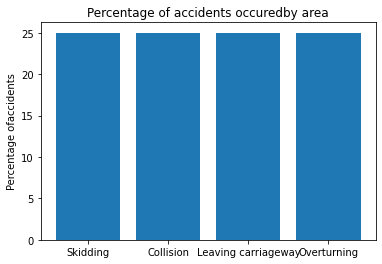 Percentage of accidents occuredby area
Percentage ofaccidents
25
20
15
10
5
0
Skidding Collision Leaving carriageway Overturning